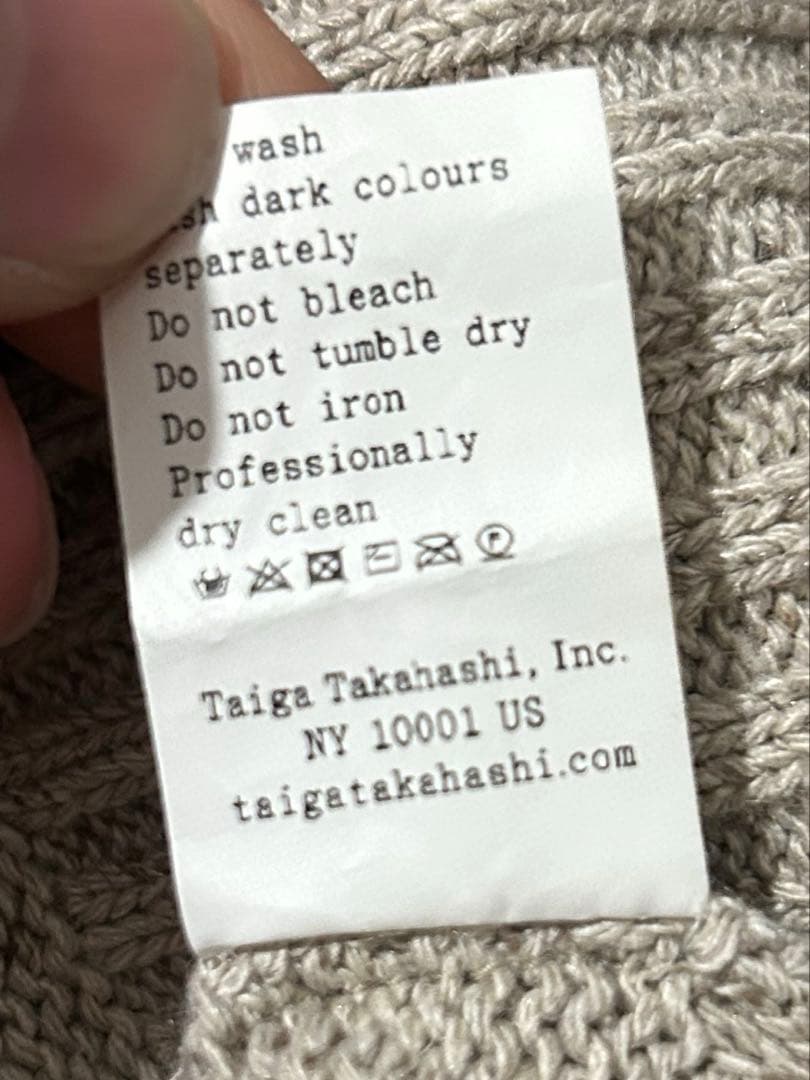 wash
dark colours
separately
Do not bleach
Do not tumble dry
Do not iron
Professionally
dry clean
P
Taiga Takahashi, Inc.
NY 10001 US
taigatakahashi.com